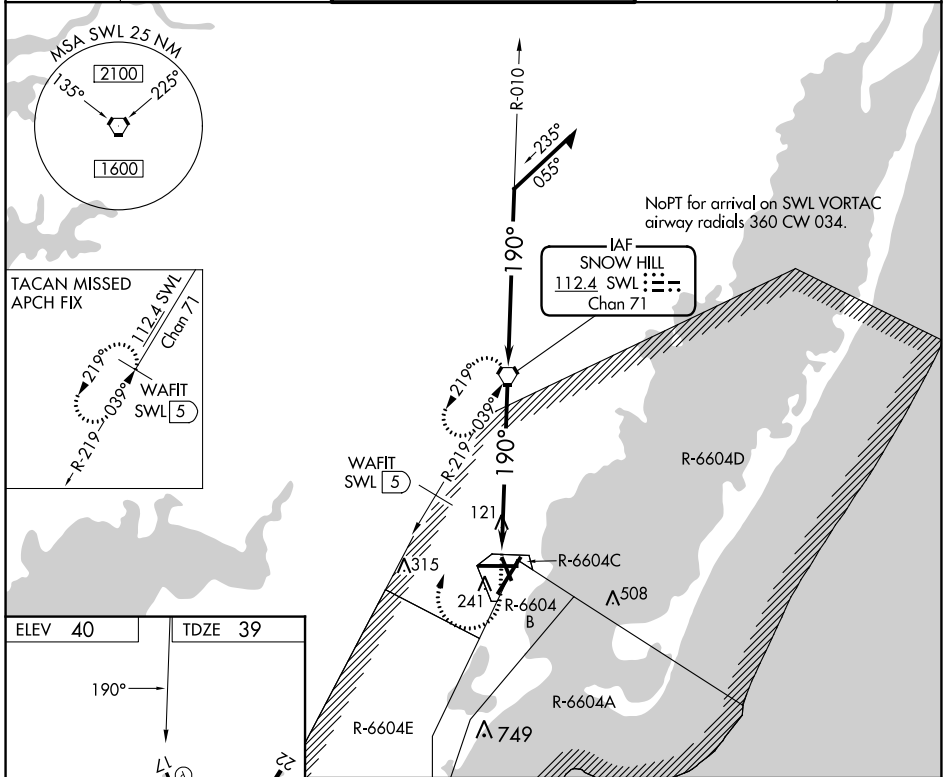 MSA SWL 25 NM
2100
135°
225°
1600
R-010
235°
055°
NoPT for arrival on SWL VORTAC
airway radials 360 CW 034.
190°
IAF
SNOW HILL
112.4 SWL
Chan 71
TACAN MISSED
APCH FIX
112.4 SWL
Chan 71
219°
039°
WAFIT
SWL 5
R-219
219°
039°
R-219
190°
WAFIT
SWL 5
R-6604D
121
R-6604C
315
241
R-6604
B
508
R-6604A
R-6604E
749
ELEV 40
TDZE 39
190°
17
A
22